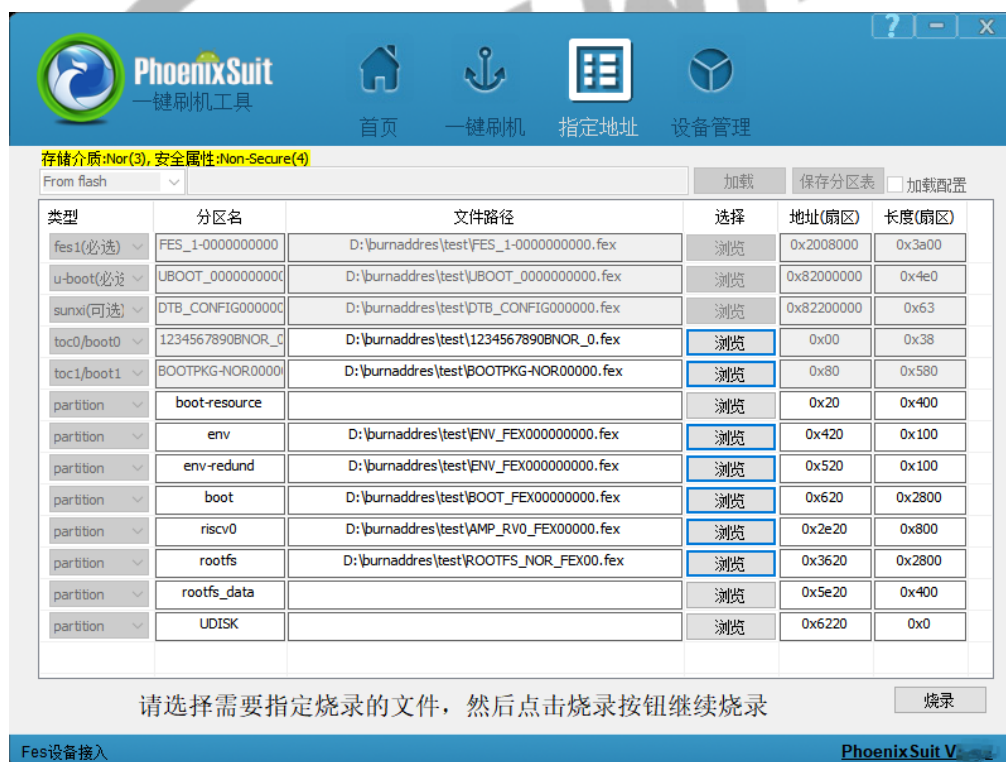 ? - X
PhoenixSuit
一键刷机工具
首页 一键刷机 指定地址 设备管理
存储介质:Nor(3), 安全属性:Non-Secure(4)
From flash 加载 保存分区表 加载配置
类型 分区名 文件路径 选择 地址(扇区) 长度(扇区)
fes1(必选) FES_1-0000000000 D:\burnaddres\test\FES_1-0000000000.fex 浏览 0x2008000 0x3a00
u-boot(必选 UBOOT_0000000000 D:\burnaddres\test\UBOOT_0000000000.fex 浏览 0x82000000 0x4e0
sunxi(可选) DTB_CONFIG000000 D:\burnaddres\test\DTB_CONFIG000000.fex 浏览 0x82200000 0x63
toc0/boot0 1234567890BNOR_0 D:\burnaddres\test\1234567890BNOR_0.fex 浏览 0x00 0x38
toc1/boot1 BOOTPKG-NOR00000 D:\burnaddres\test\BOOTPKG-NOR00000.fex 浏览 0x80 0x580
partition boot-resource 浏览 0x20 0x400
partition env D:\burnaddres\test\ENV_FEX000000000.fex 浏览 0x420 0x100
partition env-redund D:\burnaddres\test\ENV_FEX000000000.fex 浏览 0x520 0x100
partition boot D:\burnaddres\test\BOOT_FEX00000000.fex 浏览 0x620 0x2800
partition riscv0 D:\burnaddres\test\AMP_RV0_FEX00000.fex 浏览 0x2e20 0x800
partition rootfs D:\burnaddres\test\ROOTFS_NOR_FEX00.fex 浏览 0x3620 0x2800
partition rootfs_data 浏览 0x5e20 0x400
partition UDISK 浏览 0x6220 0x0
请选择需要指定烧录的文件，然后点击烧录按钮继续烧录 烧录
Fes设备接入 PhoenixSuit V